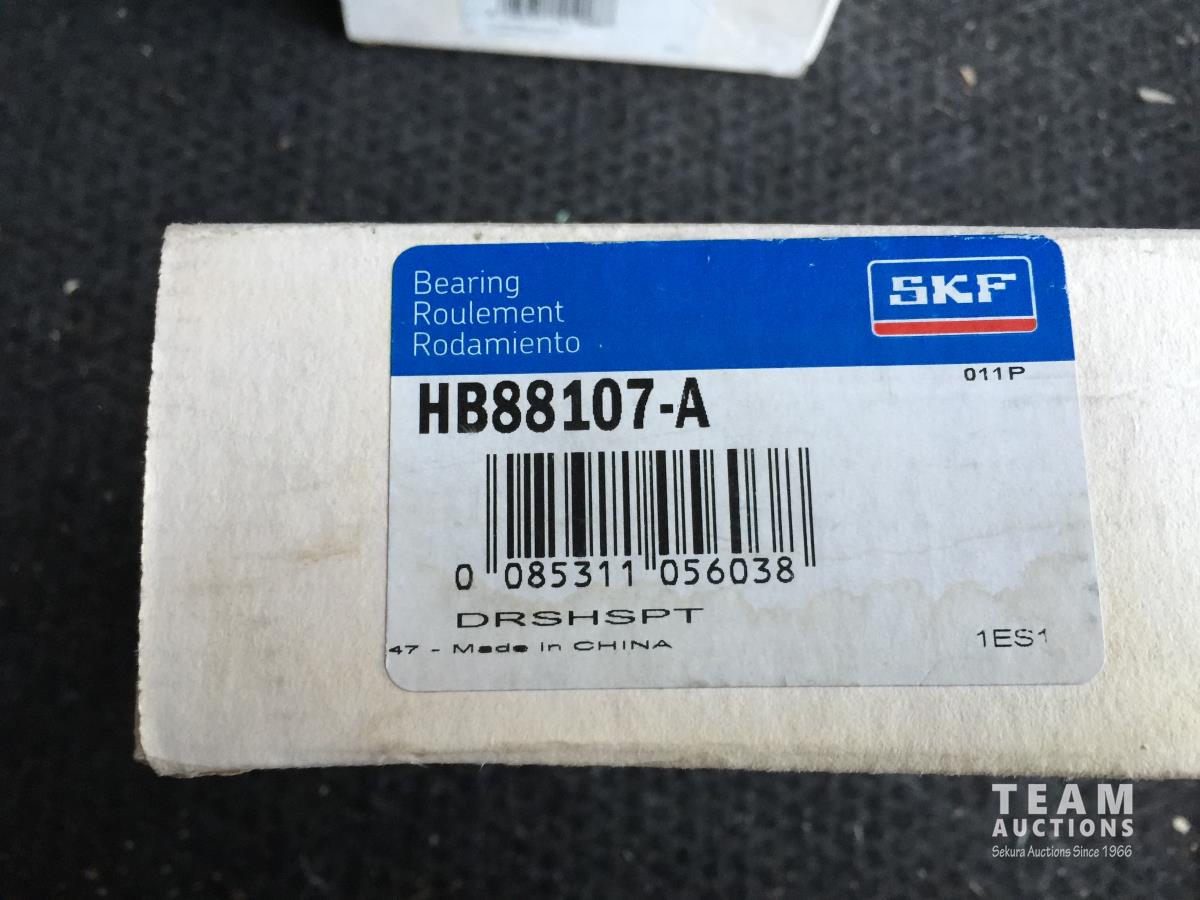 Bearing
Roulement
Rodamiento
SKF
011P
HB88107-A
0 085311 056038
DRSHSPT
47 - Made in CHINA
1ES1
TEAM
AUCTIONS
Sekura Auctions Since 1966